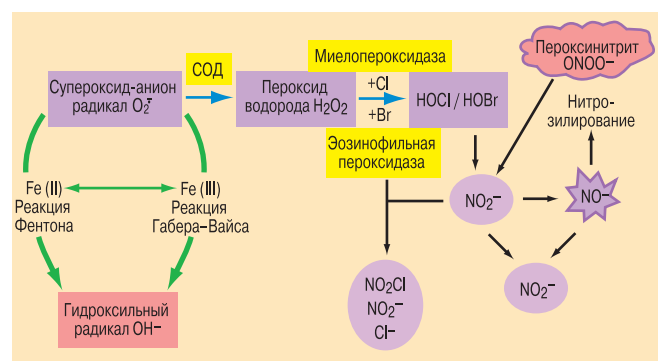 СОД
Миелопероксидаза
Пероксинитрит
ONOO–
Супероксид-анион
радикал O₂⁻
Пероксид
водорода H₂O₂
+Cl
+Br
HOCl / HOBr
Нитро-
зилирование
Эозинофильная
пероксидаза
Fe (II)
Реакция
Фентона
Fe (III)
Реакция
Габера–Вайса
NO₂⁻
NO⁻
Гидроксильный
радикал OH–
NO₂Cl
NO₂⁻
Cl⁻
NO₂⁻